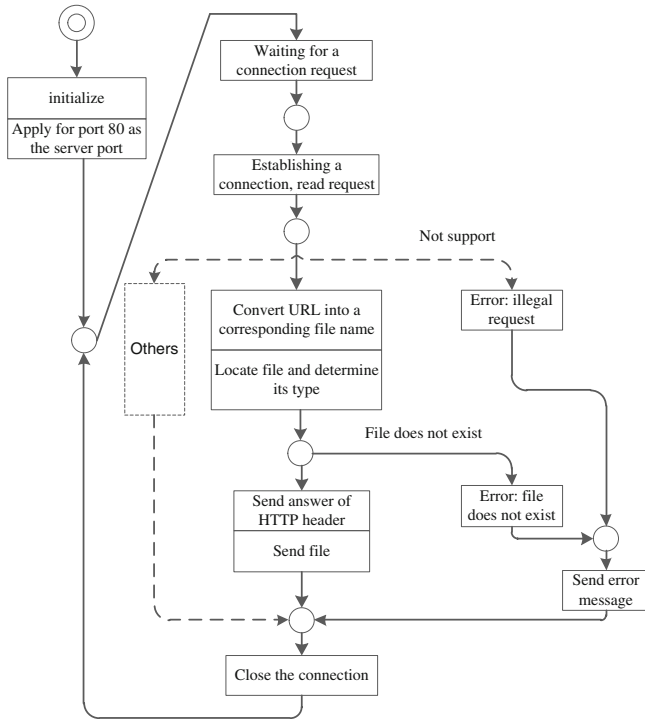 Waiting for a
connection request
initialize
Apply for port 80 as
the server port
Establishing a
connection, read request
Not support
Convert URL into a
corresponding file name
Error: illegal
request
Others
Locate file and determine
its type
File does not exist
Send answer of
HTTP header
Error: file
does not exist
Send file
Send error
message
Close the connection